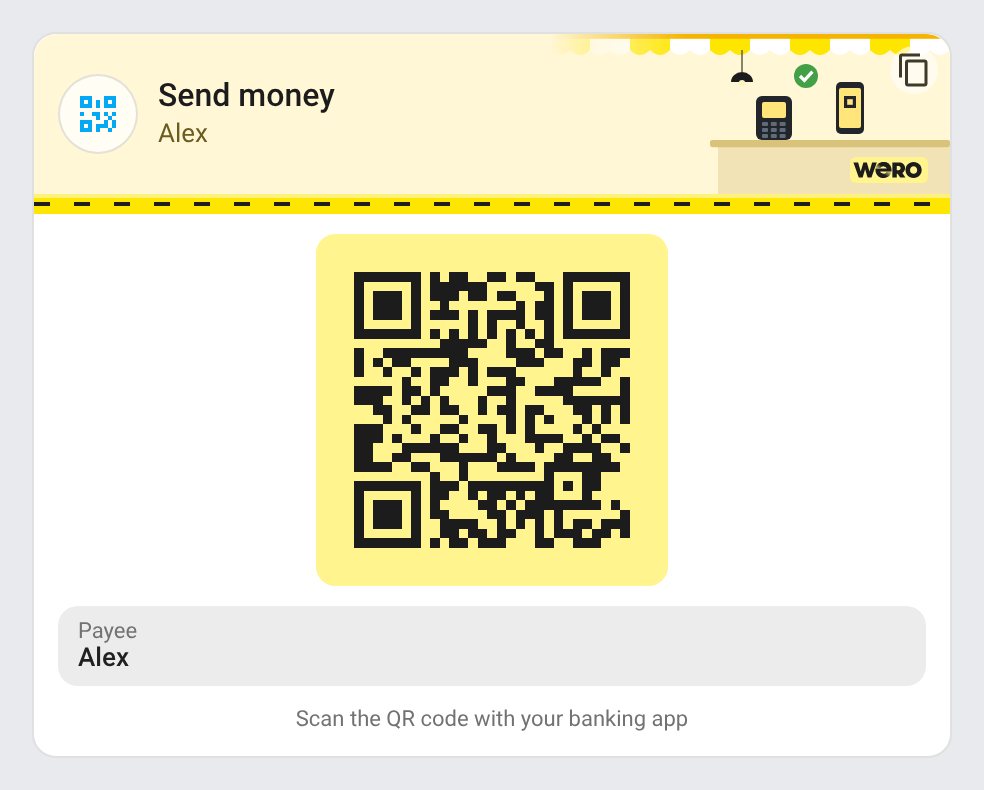 Send money
Alex
wero
Payee
Alex
Scan the QR code with your banking app